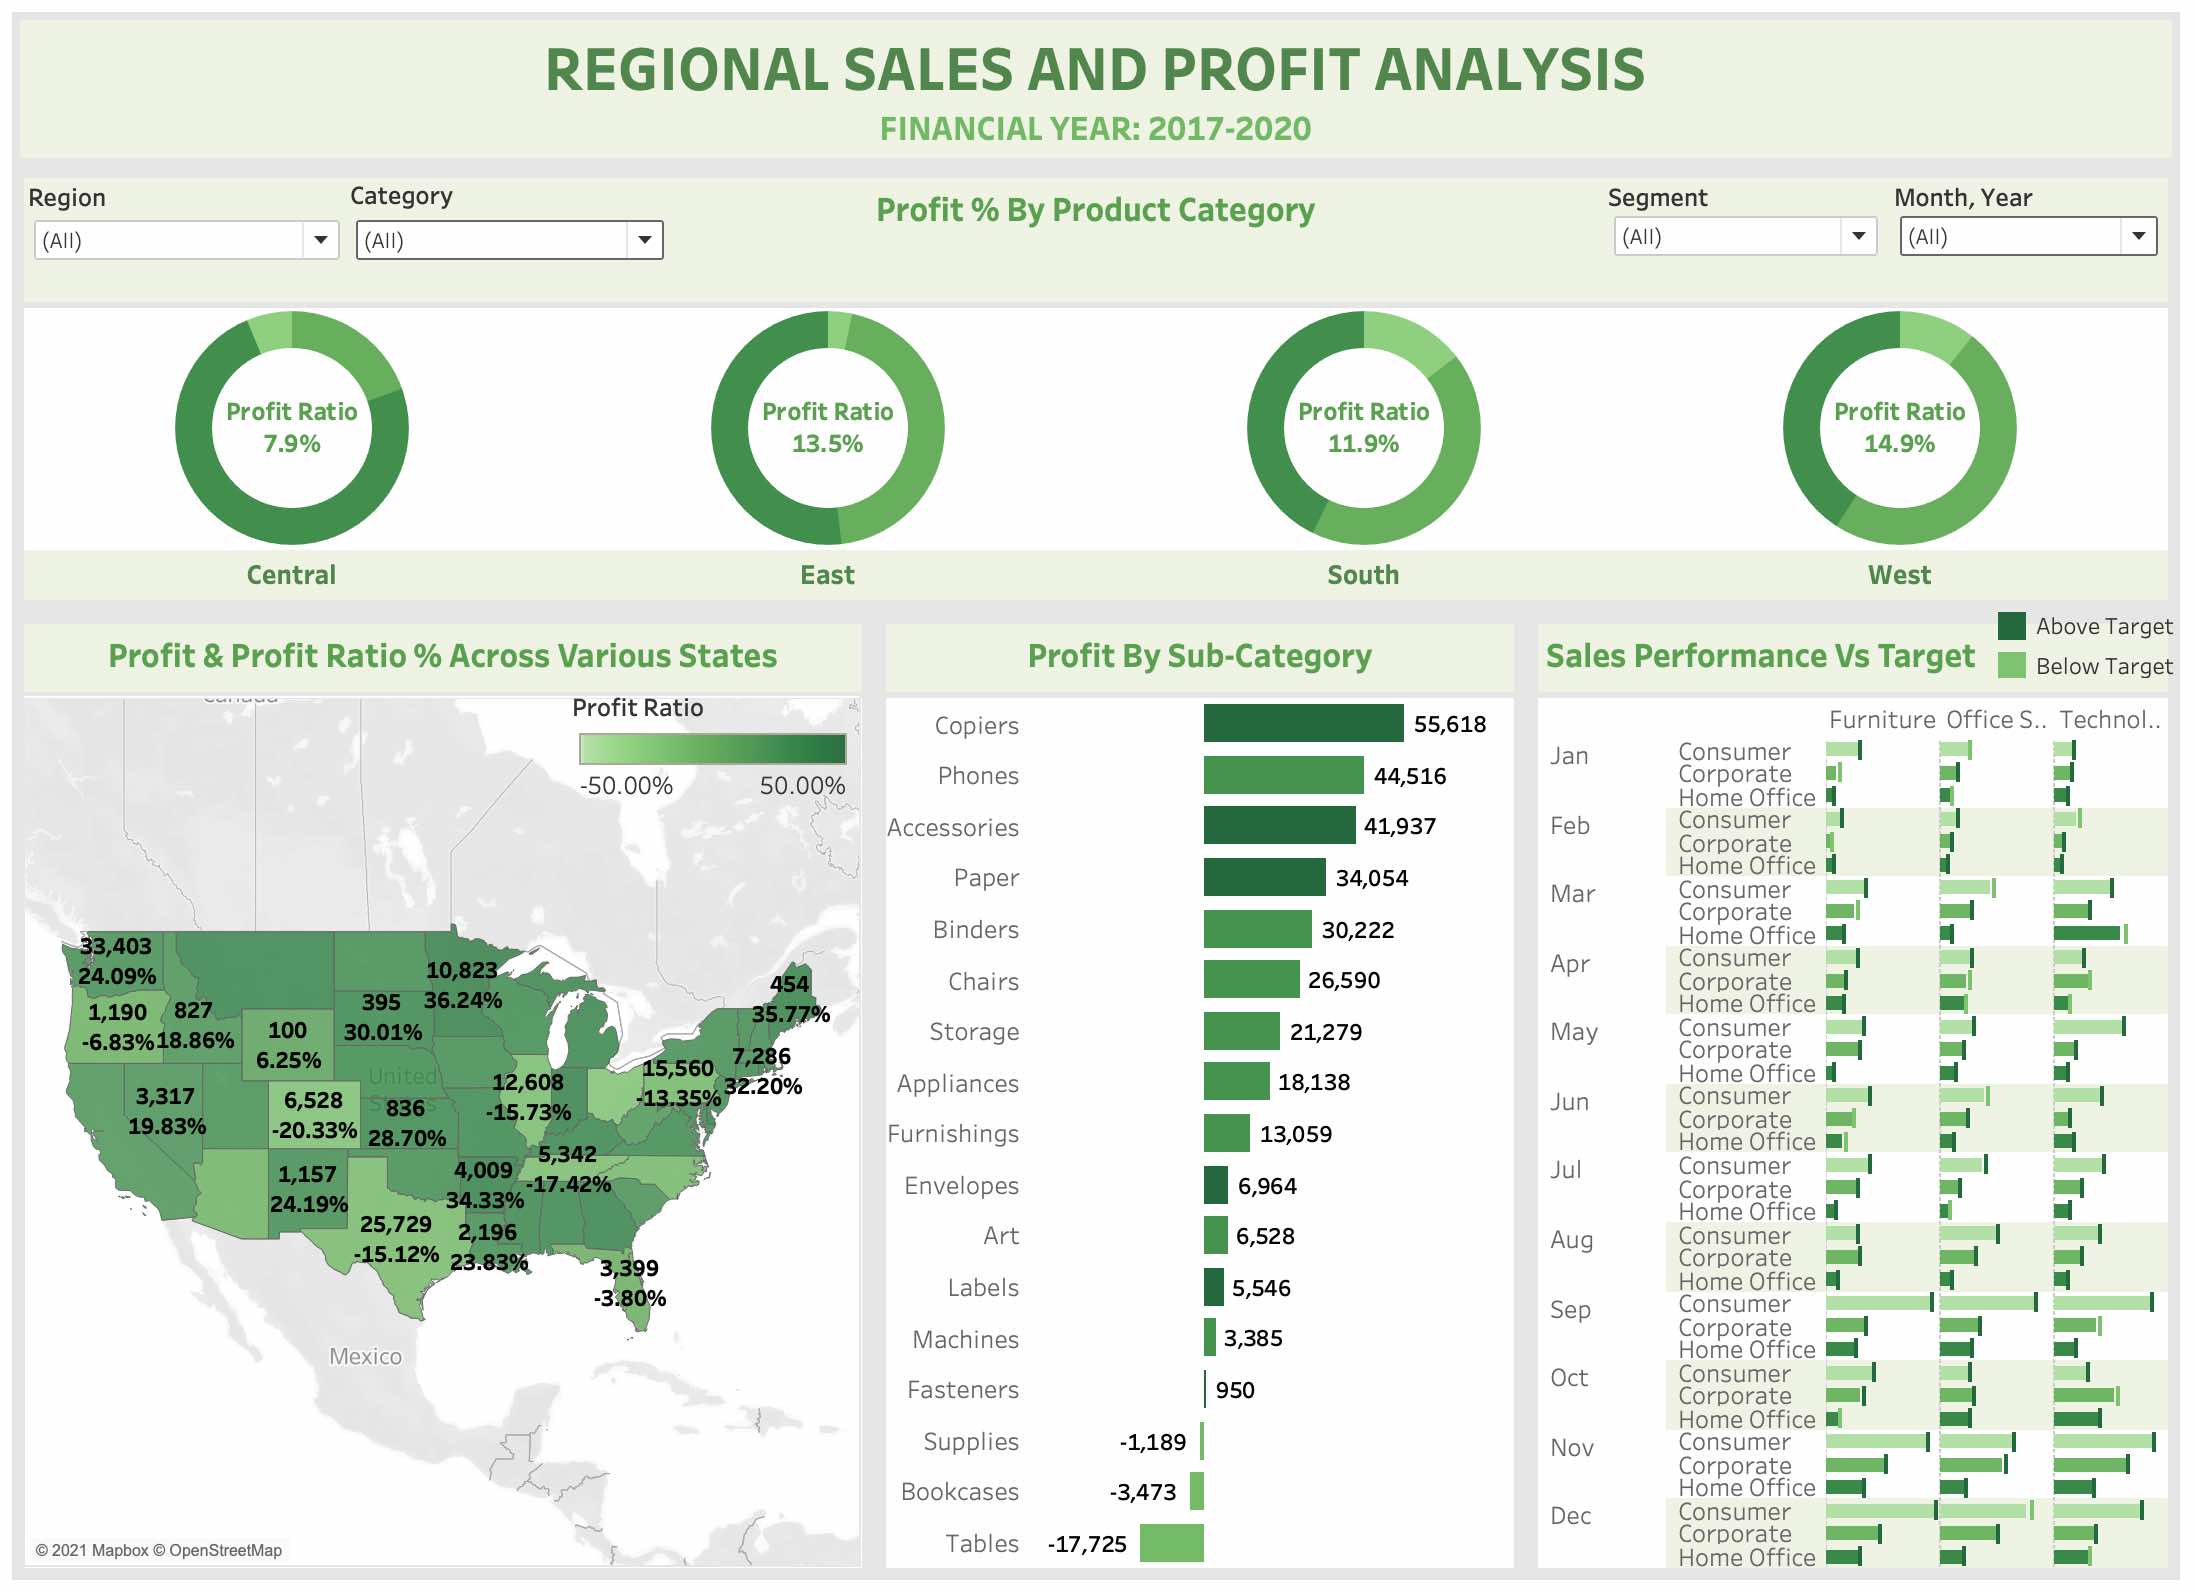 REGIONAL SALES AND PROFIT ANALYSIS
FINANCIAL YEAR: 2017-2020
Region
(All)
Category
(All)
Profit % By Product Category
Segment
(All)
Month, Year
(All)
Profit Ratio
7.9%
Central
Profit Ratio
13.5%
East
Profit Ratio
11.9%
South
Profit Ratio
14.9%
West
Profit & Profit Ratio % Across Various States
Canada
Profit Ratio
-50.00% 50.00%
33,403
24.09%
1,190
-6.83%
827
18.86%
100
6.25%
395
30.01%
10,823
36.24%
454
35.77%
3,317
19.83%
6,528
-20.33%
United States
836
28.70%
12,608
-15.73%
15,560
-13.35%
7,286
32.20%
1,157
24.19%
25,729
-15.12%
4,009
34.33%
5,342
-17.42%
2,196
23.83%
3,399
-3.80%
Mexico
© 2021 Mapbox © OpenStreetMap
Profit By Sub-Category
Copiers 55,618
Phones 44,516
Accessories 41,937
Paper 34,054
Binders 30,222
Chairs 26,590
Storage 21,279
Appliances 18,138
Furnishings 13,059
Envelopes 6,964
Art 6,528
Labels 5,546
Machines 3,385
Fasteners 950
Supplies -1,189
Bookcases -3,473
Tables -17,725
Sales Performance Vs Target
Above Target
Below Target
Furniture Office S.. Technol..
Jan Consumer
Corporate
Home Office
Feb Consumer
Corporate
Home Office
Mar Consumer
Corporate
Home Office
Apr Consumer
Corporate
Home Office
May Consumer
Corporate
Home Office
Jun Consumer
Corporate
Home Office
Jul Consumer
Corporate
Home Office
Aug Consumer
Corporate
Home Office
Sep Consumer
Corporate
Home Office
Oct Consumer
Corporate
Home Office
Nov Consumer
Corporate
Home Office
Dec Consumer
Corporate
Home Office